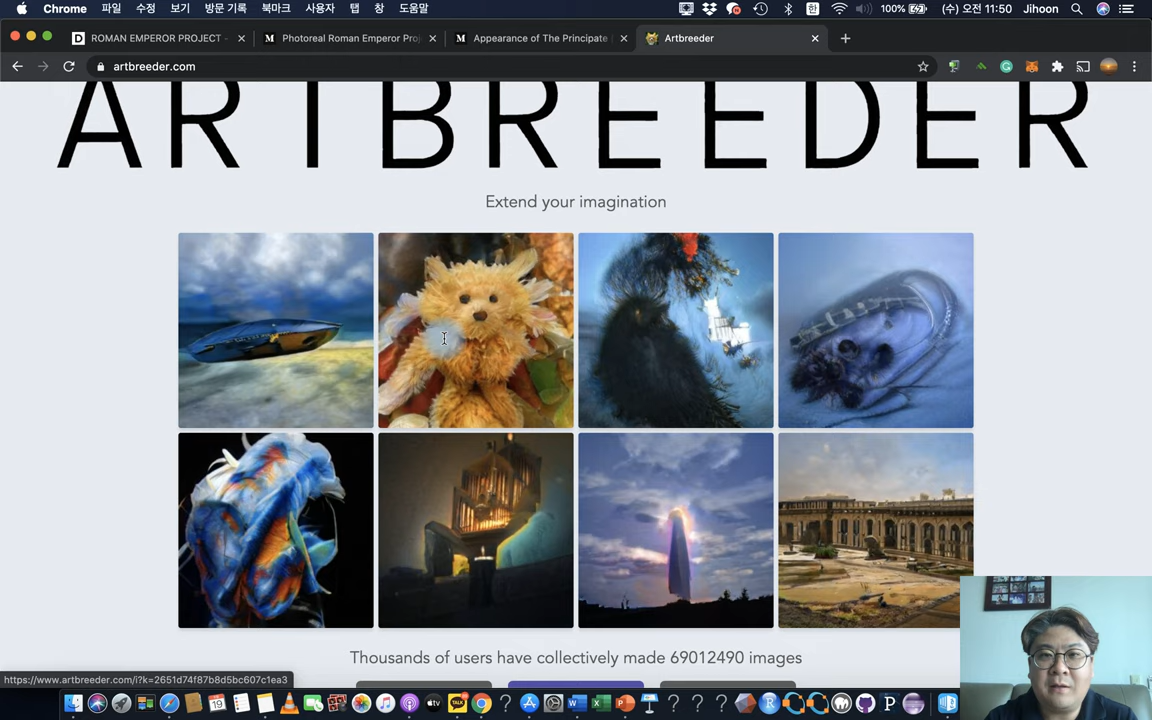 Chrome 파일 수정 보기 방문 기록 북마크 사용자 탭 창 도움말 한 100% (수) 오전 11:50 Jihoon
ROMAN EMPEROR PROJECT - Photoreal Roman Emperor Proj Appearance of The Principate Artbreeder
artbreeder.com
ARTBREEDER
Extend your imagination
Thousands of users have collectively made 69012490 images
https://www.artbreeder.com/i?k=2651d74f87b8d5bc607c1ea3